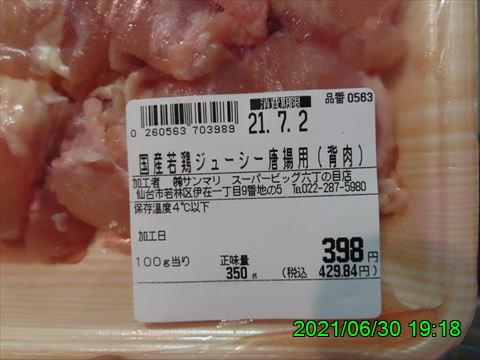 消費期限 品番 0563
0 260563 703989 21.7.2
国産若鶏ジューシー唐揚用(背肉)
加工者 ㈱サンマリ スーパービッグ六丁の目店
仙台市若林区伊在一丁目9番地の5 ℡022-287-5980
保存温度4℃以下
加工日
100g当り 正味量 398円
350g (税込 429.84円)
2021/06/30 19:18